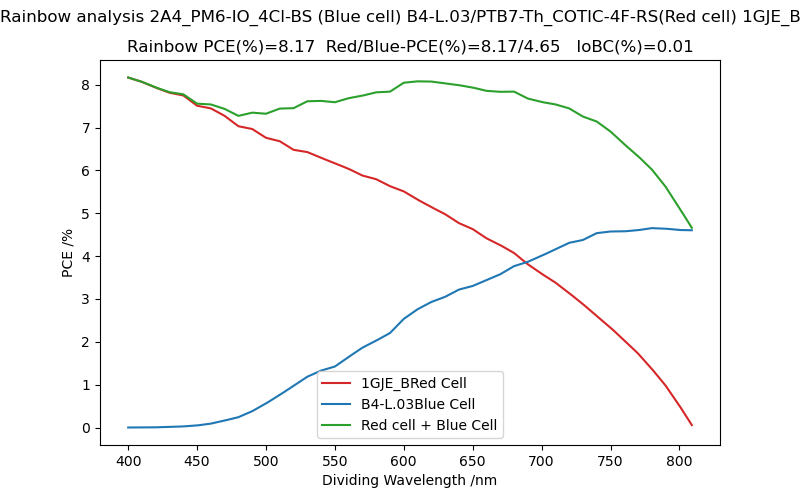 Rainbow analysis 2A4_PM6-IO_4Cl-BS (Blue cell) B4-L.03/PTB7-Th_COTIC-4F-RS(Red cell) 1GJE_B
Rainbow PCE(%)=8.17 Red/Blue-PCE(%)=8.17/4.65 IoBC(%)=0.01
8
7
6
5
4
3
2
1
0
PCE /%
1GJE_BRed Cell
B4-L.03Blue Cell
Red cell + Blue Cell
400 450 500 550 600 650 700 750 800
Dividing Wavelength /nm